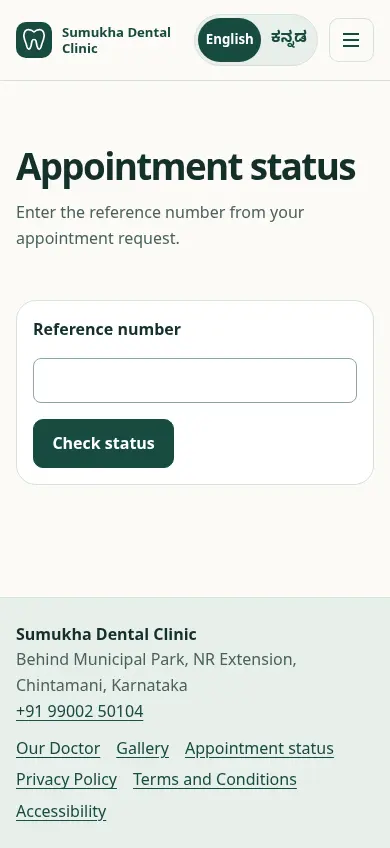 Sumukha Dental
Clinic
English
ಕನ್ನಡ
Appointment status
Enter the reference number from your
appointment request.
Reference number
Check status
Sumukha Dental Clinic
Behind Municipal Park, NR Extension,
Chintamani, Karnataka
+91 99002 50104
Our Doctor Gallery Appointment status
Privacy Policy Terms and Conditions
Accessibility